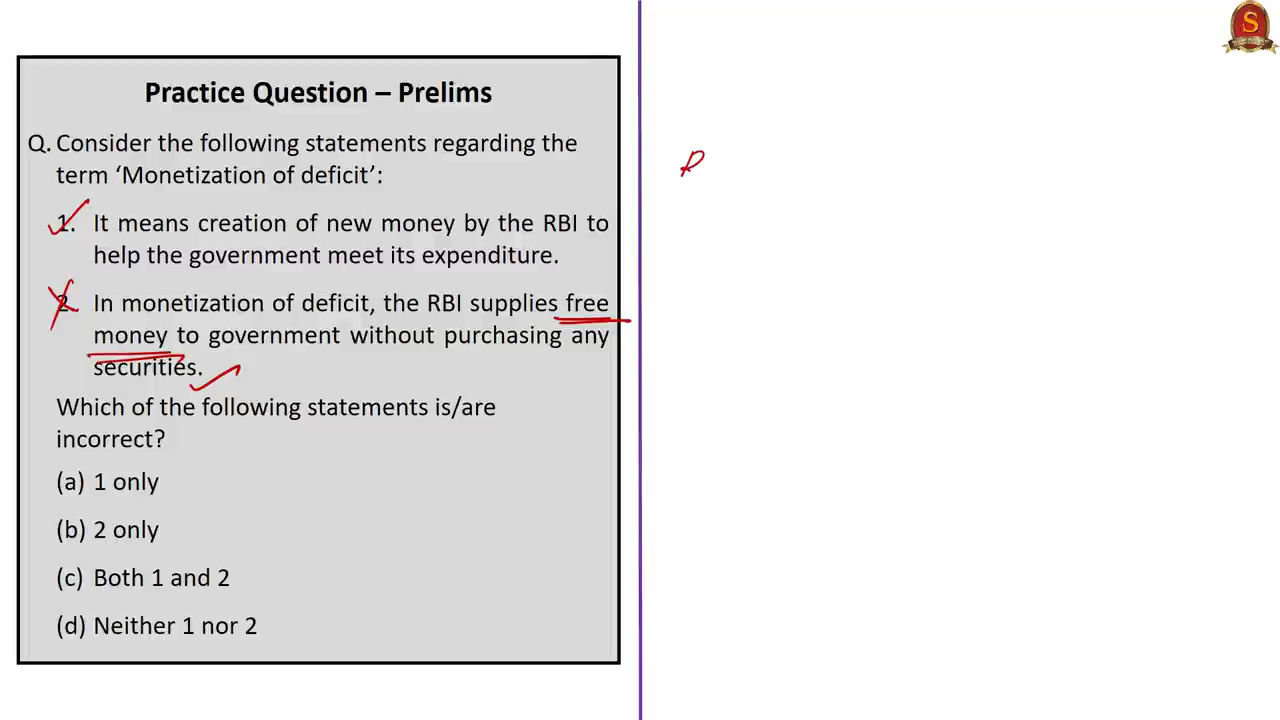 Practice Question – Prelims
Q. Consider the following statements regarding the
term ‘Monetization of deficit’:
1. It means creation of new money by the RBI to
help the government meet its expenditure.
2. In monetization of deficit, the RBI supplies free
money to government without purchasing any
securities.
Which of the following statements is/are
incorrect?
(a) 1 only
(b) 2 only
(c) Both 1 and 2
(d) Neither 1 nor 2
R
S